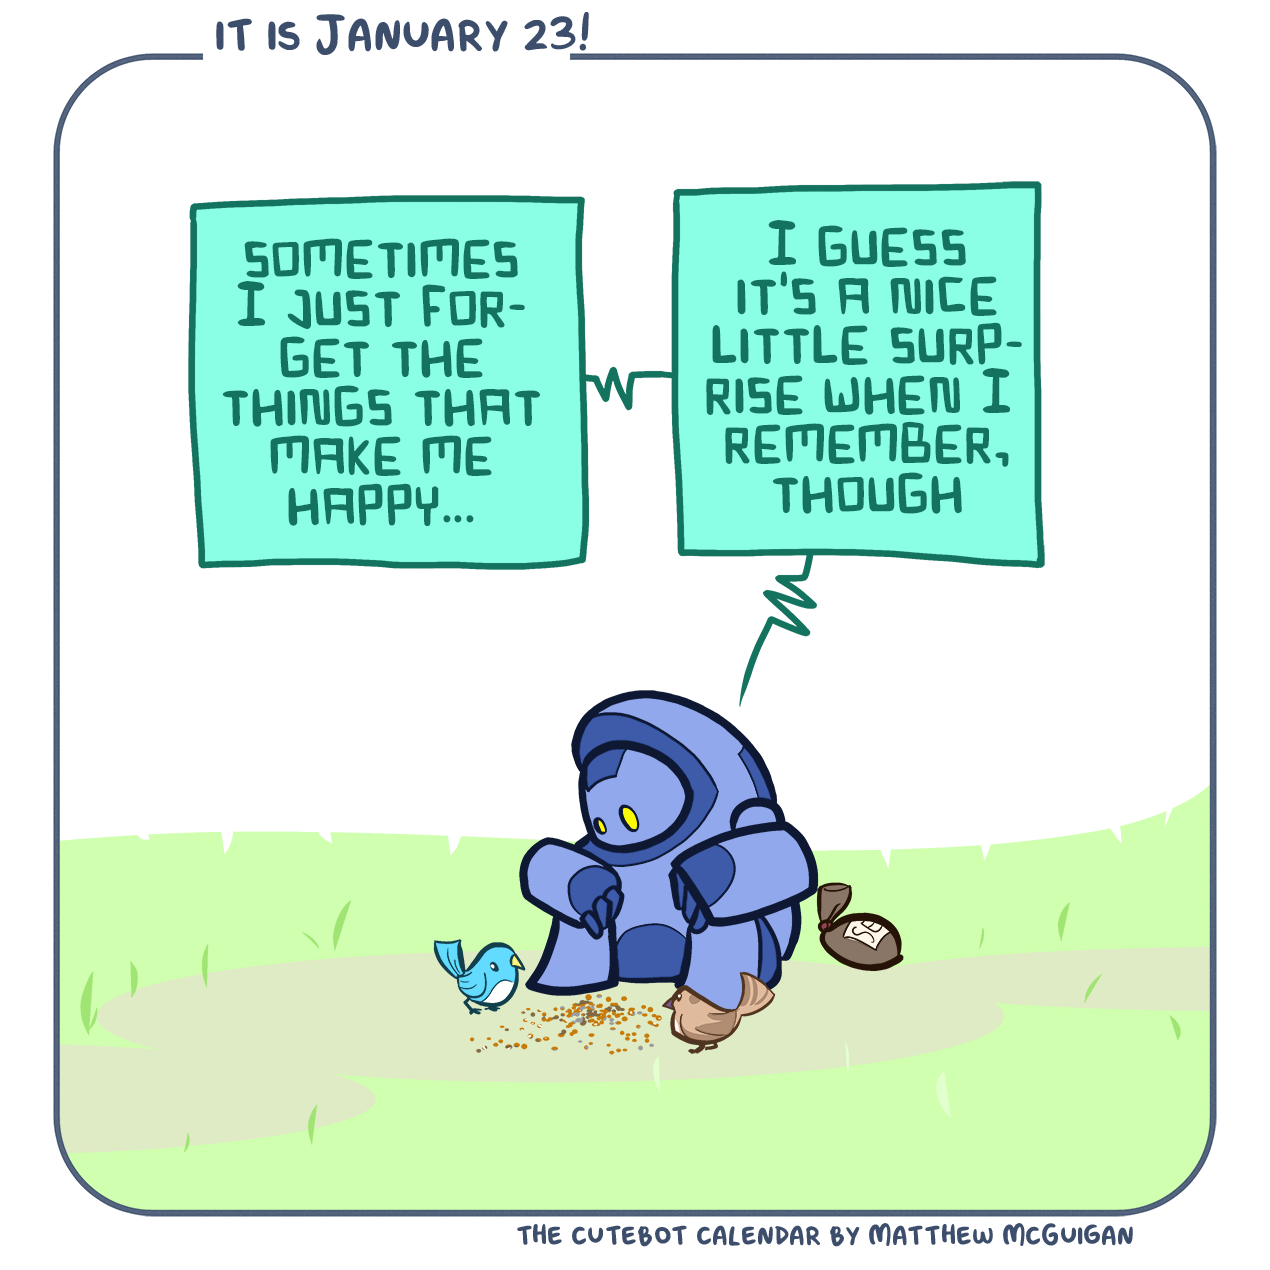 IT IS JANUARY 23!
SOMETIMES
I JUST FOR-
GET THE
THINGS THAT
MAKE ME
HAPPY...
I GUESS
IT'S A NICE
LITTLE SURP-
RISE WHEN I
REMEMBER,
THOUGH
THE CUTEBOT CALENDAR BY MATTHEW MCGUIGAN